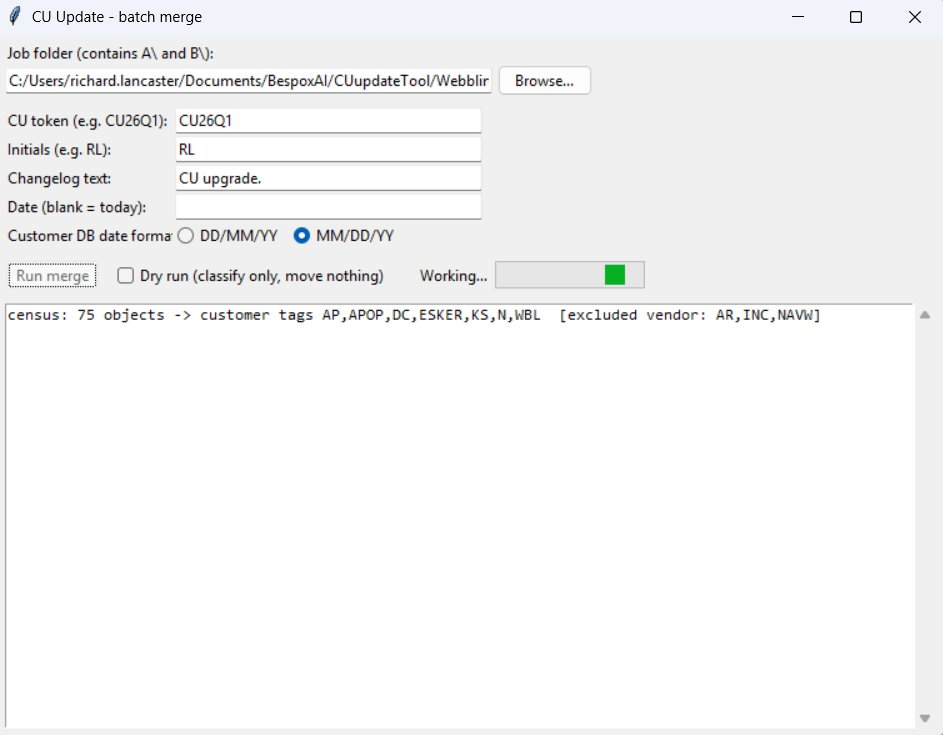 CU Update - batch merge
Job folder (contains A\ and B\):
C:/Users/richard.lancaster/Documents/BespoxAI/CUupdateTool/Webblin Browse...
CU token (e.g. CU26Q1): CU26Q1
Initials (e.g. RL): RL
Changelog text: CU upgrade.
Date (blank = today):
Customer DB date forma DD/MM/YY MM/DD/YY
Run merge Dry run (classify only, move nothing) Working...
census: 75 objects -> customer tags AP,APOP,DC,ESKER,KS,N,WBL [excluded vendor: AR,INC,NAVW]